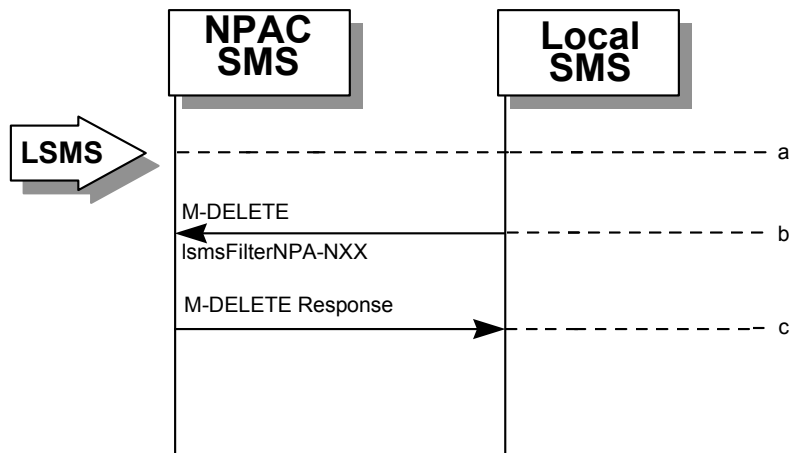 NPAC
SMS
Local
SMS
LSMS
a
M-DELETE
b
lsmsFilterNPA-NXX
M-DELETE Response
c